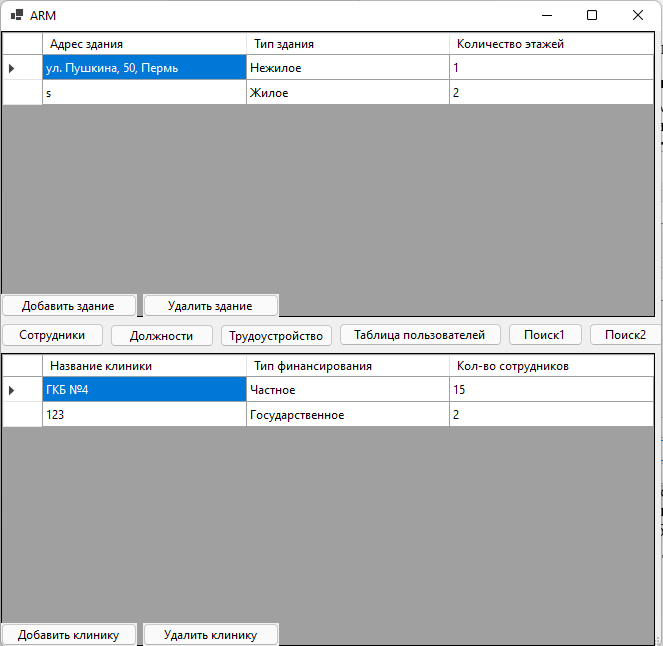 ARM
Адрес здания Тип здания Количество этажей
ул. Пушкина, 50, Пермь Нежилое 1
s Жилое 2
Добавить здание Удалить здание
Сотрудники Должности Трудоустройство Таблица пользователей Поиск1 Поиск2
Название клиники Тип финансирования Кол-во сотрудников
ГКБ №4 Частное 15
123 Государственное 2
Добавить клинику Удалить клинику